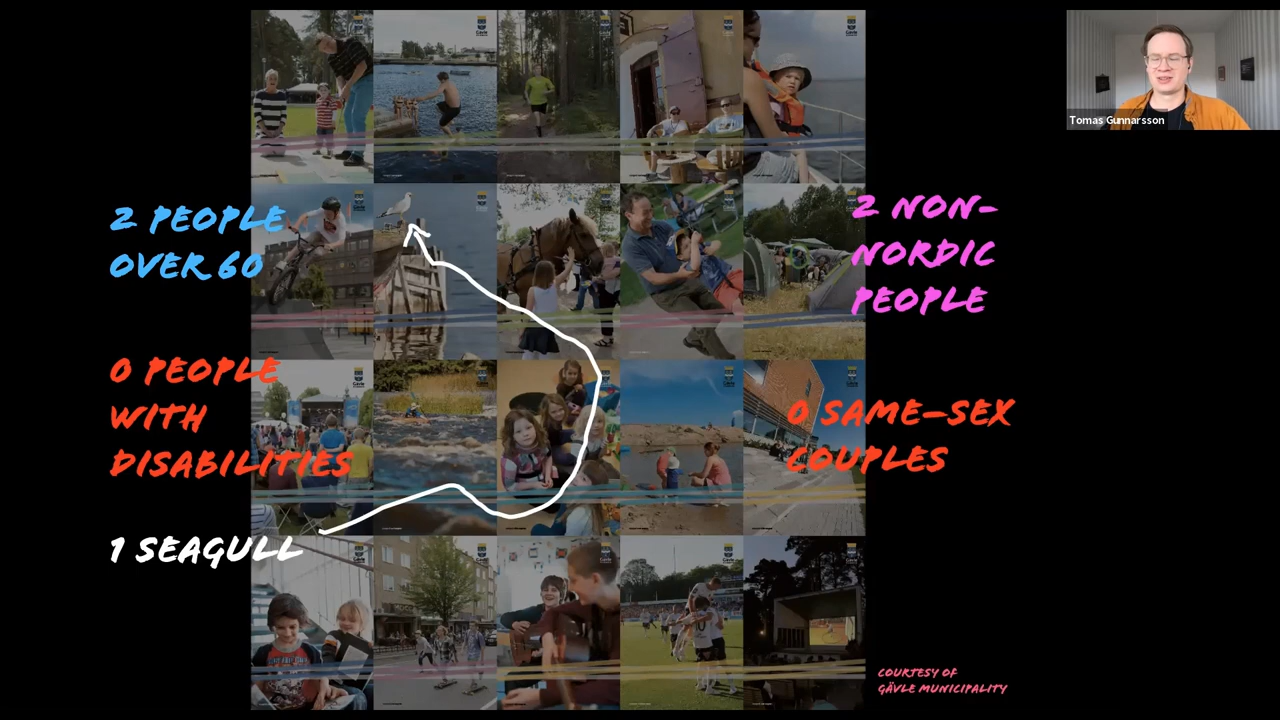 Tomas Gunnarsson
2 PEOPLE
OVER 60
2 NON-
NORDIC
PEOPLE
0 PEOPLE
WITH
DISABILITIES
0 SAME-SEX
COUPLES
1 SEAGULL
COURTESY OF
GÄVLE MUNICIPALITY